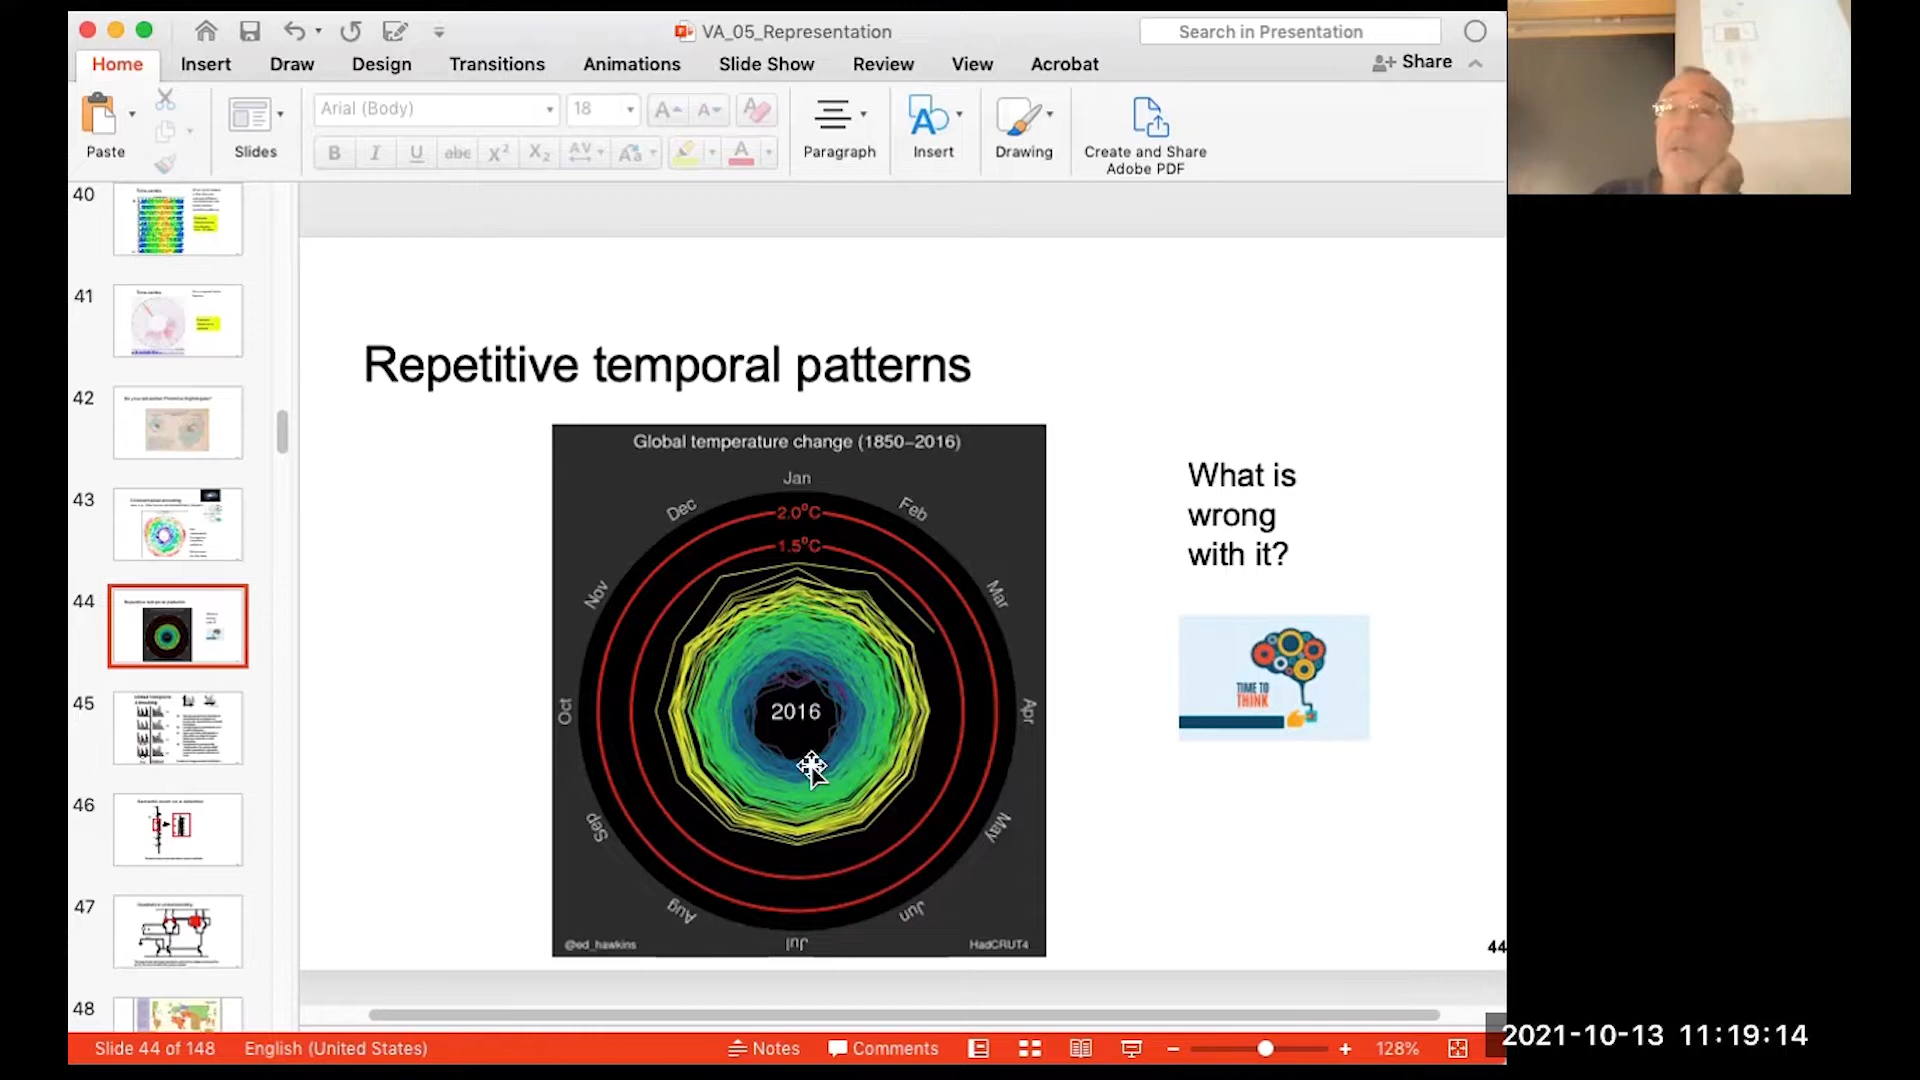 VA_05_Representation
Search in Presentation
Home Insert Draw Design Transitions Animations Slide Show Review View Acrobat Share
Arial (Body) 18
Paste Slides Paragraph Insert Drawing Create and Share
Adobe PDF
40
41
42
43
44
45
46
47
48
Repetitive temporal patterns
Global temperature change (1850–2016)
Jan
Feb
Mar
Apr
May
Jun
Jul
Aug
Sep
Oct
Nov
Dec
2.0°C
1.5°C
2016
@ed_hawkins HadCRUT4
What is
wrong
with it?
TIME TO
THINK
44
Slide 44 of 148 English (United States) Notes Comments 128%
2021-10-13 11:19:14